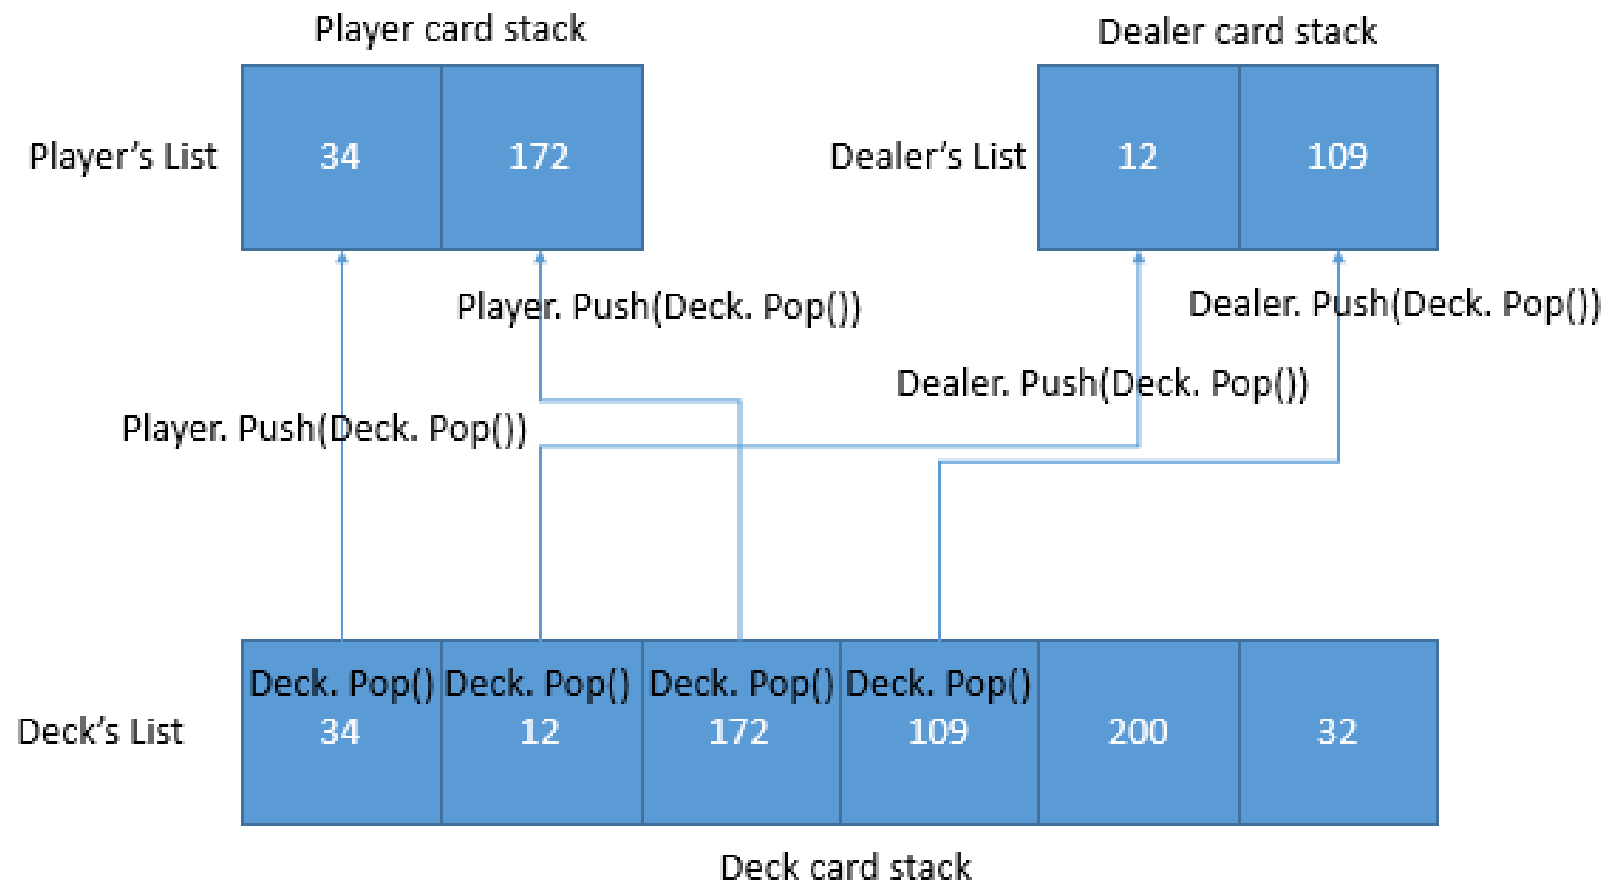 Player card stack
Dealer card stack
Player's List
34
172
Dealer's List
12
109
Player. Push(Deck. Pop())
Dealer. Push(Deck. Pop())
Dealer. Push(Deck. Pop())
Player. Push(Deck. Pop())
Deck. Pop()
Deck. Pop()
Deck. Pop()
Deck. Pop()
Deck's List
34
12
172
109
200
32
Deck card stack